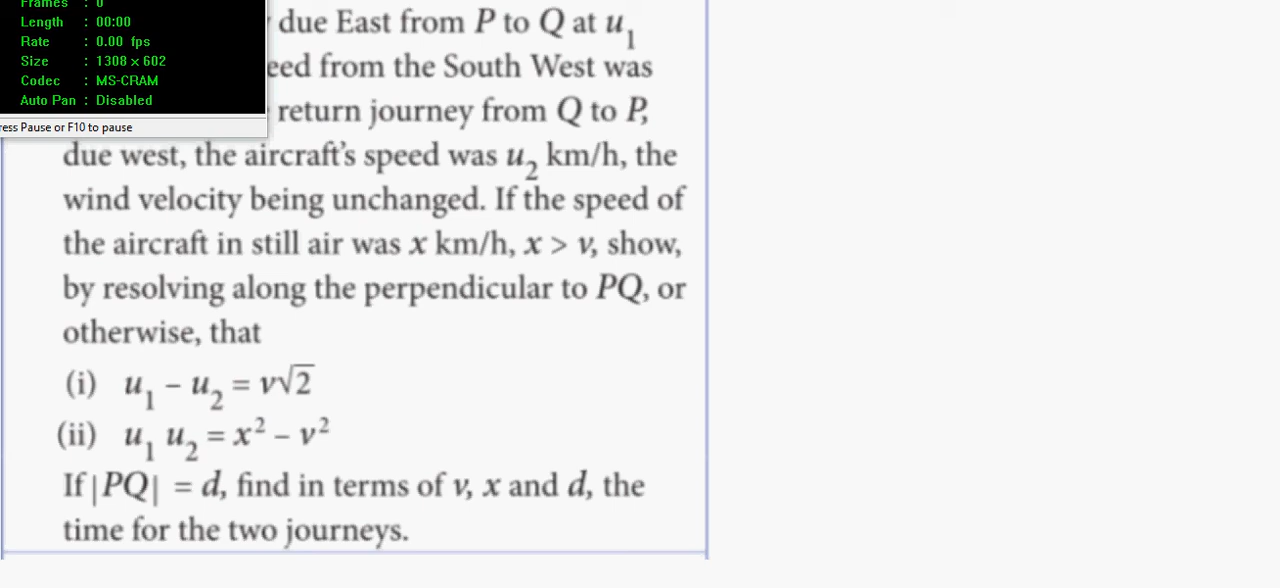 Frames : 0
Length : 00:00
Rate : 0.00 fps
Size : 1308 × 602
Codec : MS-CRAM
Auto Pan : Disabled
ress Pause or F10 to pause
due East from P to Q at u₁
eed from the South West was
return journey from Q to P,
due west, the aircraft's speed was u₂ km/h, the
wind velocity being unchanged. If the speed of
the aircraft in still air was x km/h, x > v, show,
by resolving along the perpendicular to PQ, or
otherwise, that
(i) u₁ – u₂ = v√2
(ii) u₁ u₂ = x² – v²
If |PQ| = d, find in terms of v, x and d, the
time for the two journeys.